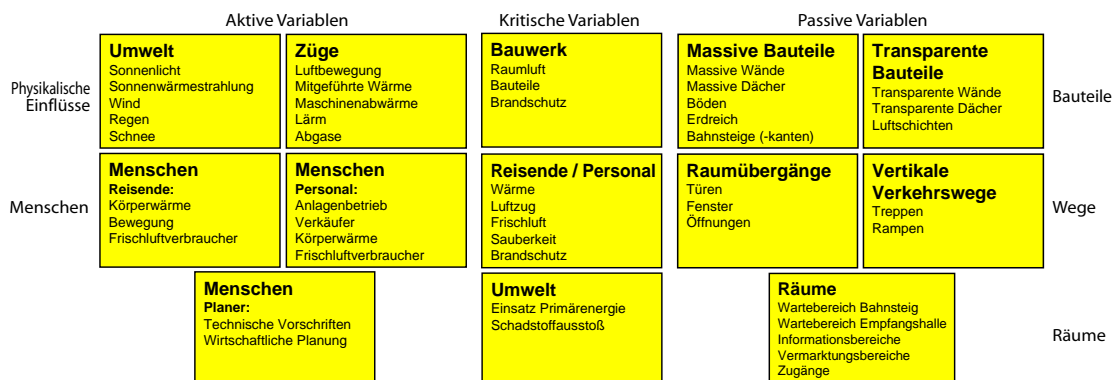 Aktive Variablen
Kritische Variablen
Passive Variablen
Physikalische
Einflüsse
Umwelt
Sonnenlicht
Sonnenwärmestrahlung
Wind
Regen
Schnee
Züge
Luftbewegung
Mitgeführte Wärme
Maschinenabwärme
Lärm
Abgase
Bauwerk
Raumluft
Bauteile
Brandschutz
Massive Bauteile
Massive Wände
Massive Dächer
Böden
Erdreich
Bahnsteige (-kanten)
Transparente
Bauteile
Transparente Wände
Transparente Dächer
Luftschichten
Bauteile
Menschen
Menschen
Reisende:
Körperwärme
Bewegung
Frischluftverbraucher
Menschen
Personal:
Anlagenbetrieb
Verkäufer
Körperwärme
Frischluftverbraucher
Reisende / Personal
Wärme
Luftzug
Frischluft
Sauberkeit
Brandschutz
Raumübergänge
Türen
Fenster
Öffnungen
Vertikale
Verkehrswege
Treppen
Rampen
Wege
Menschen
Planer:
Technische Vorschriften
Wirtschaftliche Planung
Umwelt
Einsatz Primärenergie
Schadstoffausstoß
Räume
Wartebereich Bahnsteig
Wartebereich Empfangshalle
Informationsbereiche
Vermarktungsbereiche
Zugänge
Räume